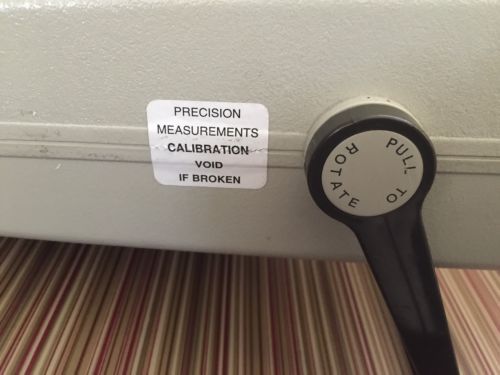 PRECISION
MEASUREMENTS
CALIBRATION
VOID
IF BROKEN
PULL TO
ROTATE